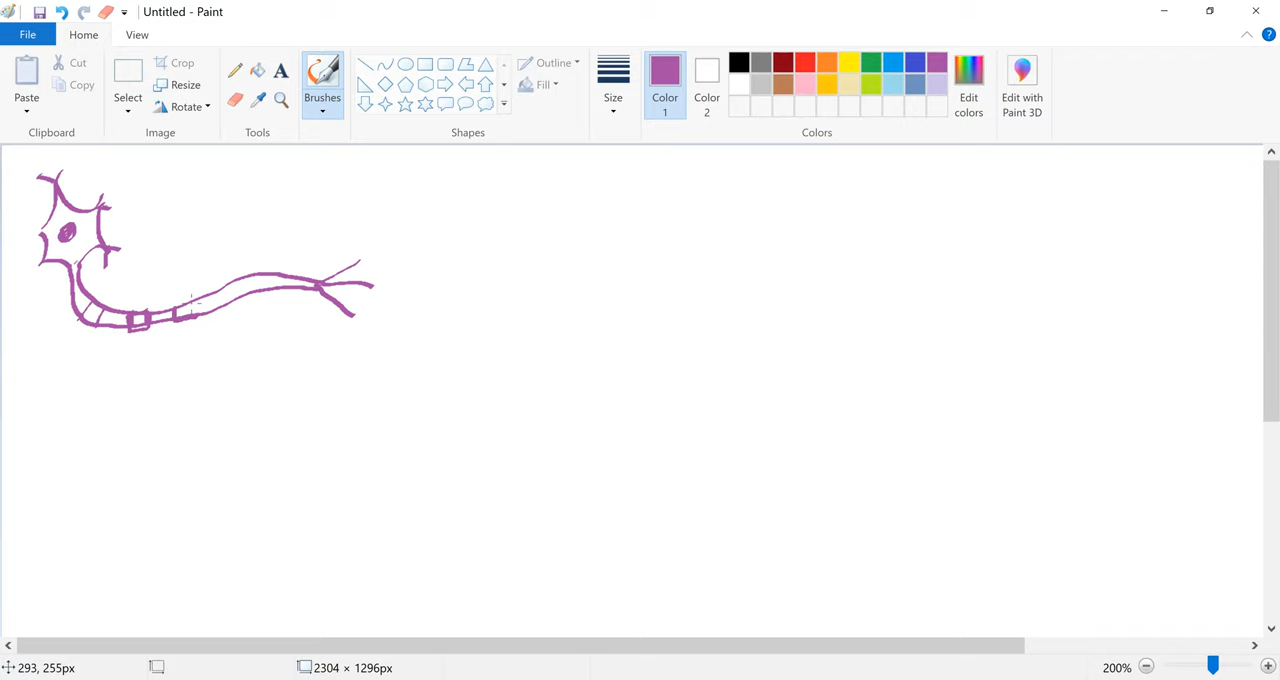 Untitled - Paint
File
Home
View
Paste
Cut
Copy
Clipboard
Select
Crop
Resize
Rotate
Image
Tools
Brushes
Shapes
Outline
Fill
Size
Color
1
Color
2
Edit
colors
Edit with
Paint 3D
Colors
293, 255px
2304 × 1296px
200%